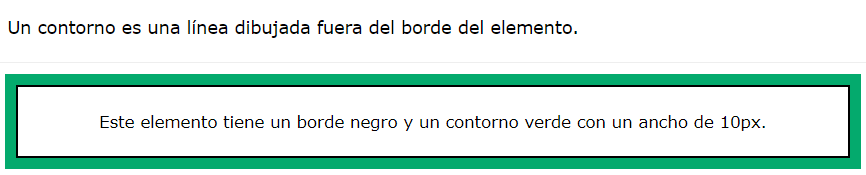 Un contorno es una línea dibujada fuera del borde del elemento.
Este elemento tiene un borde negro y un contorno verde con un ancho de 10px.